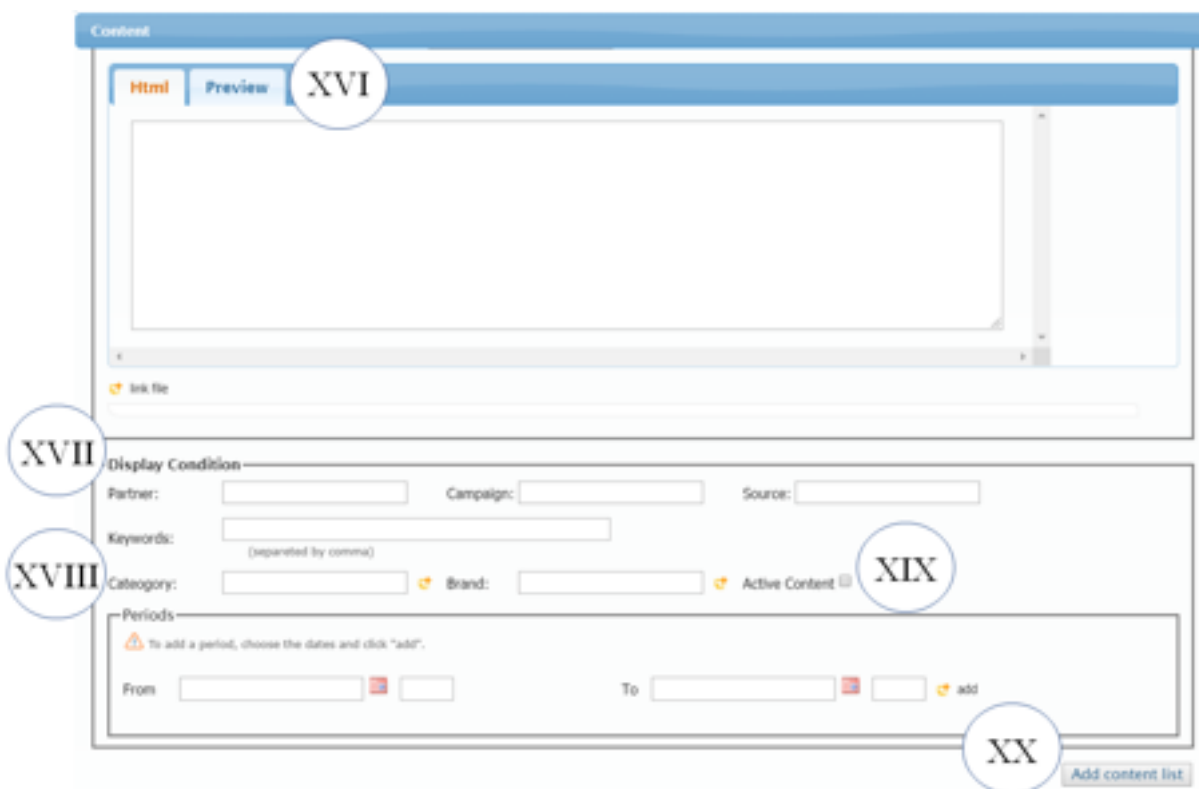 Content
Html Preview XVI
link file
XVII
Display Condition
Partner: Campaign: Source:
Keywords:
(separeted by comma)
XVIII Cateogory: Brand: Active Content XIX
Periods
To add a period, choose the dates and click "add".
From To add
XX
Add content list